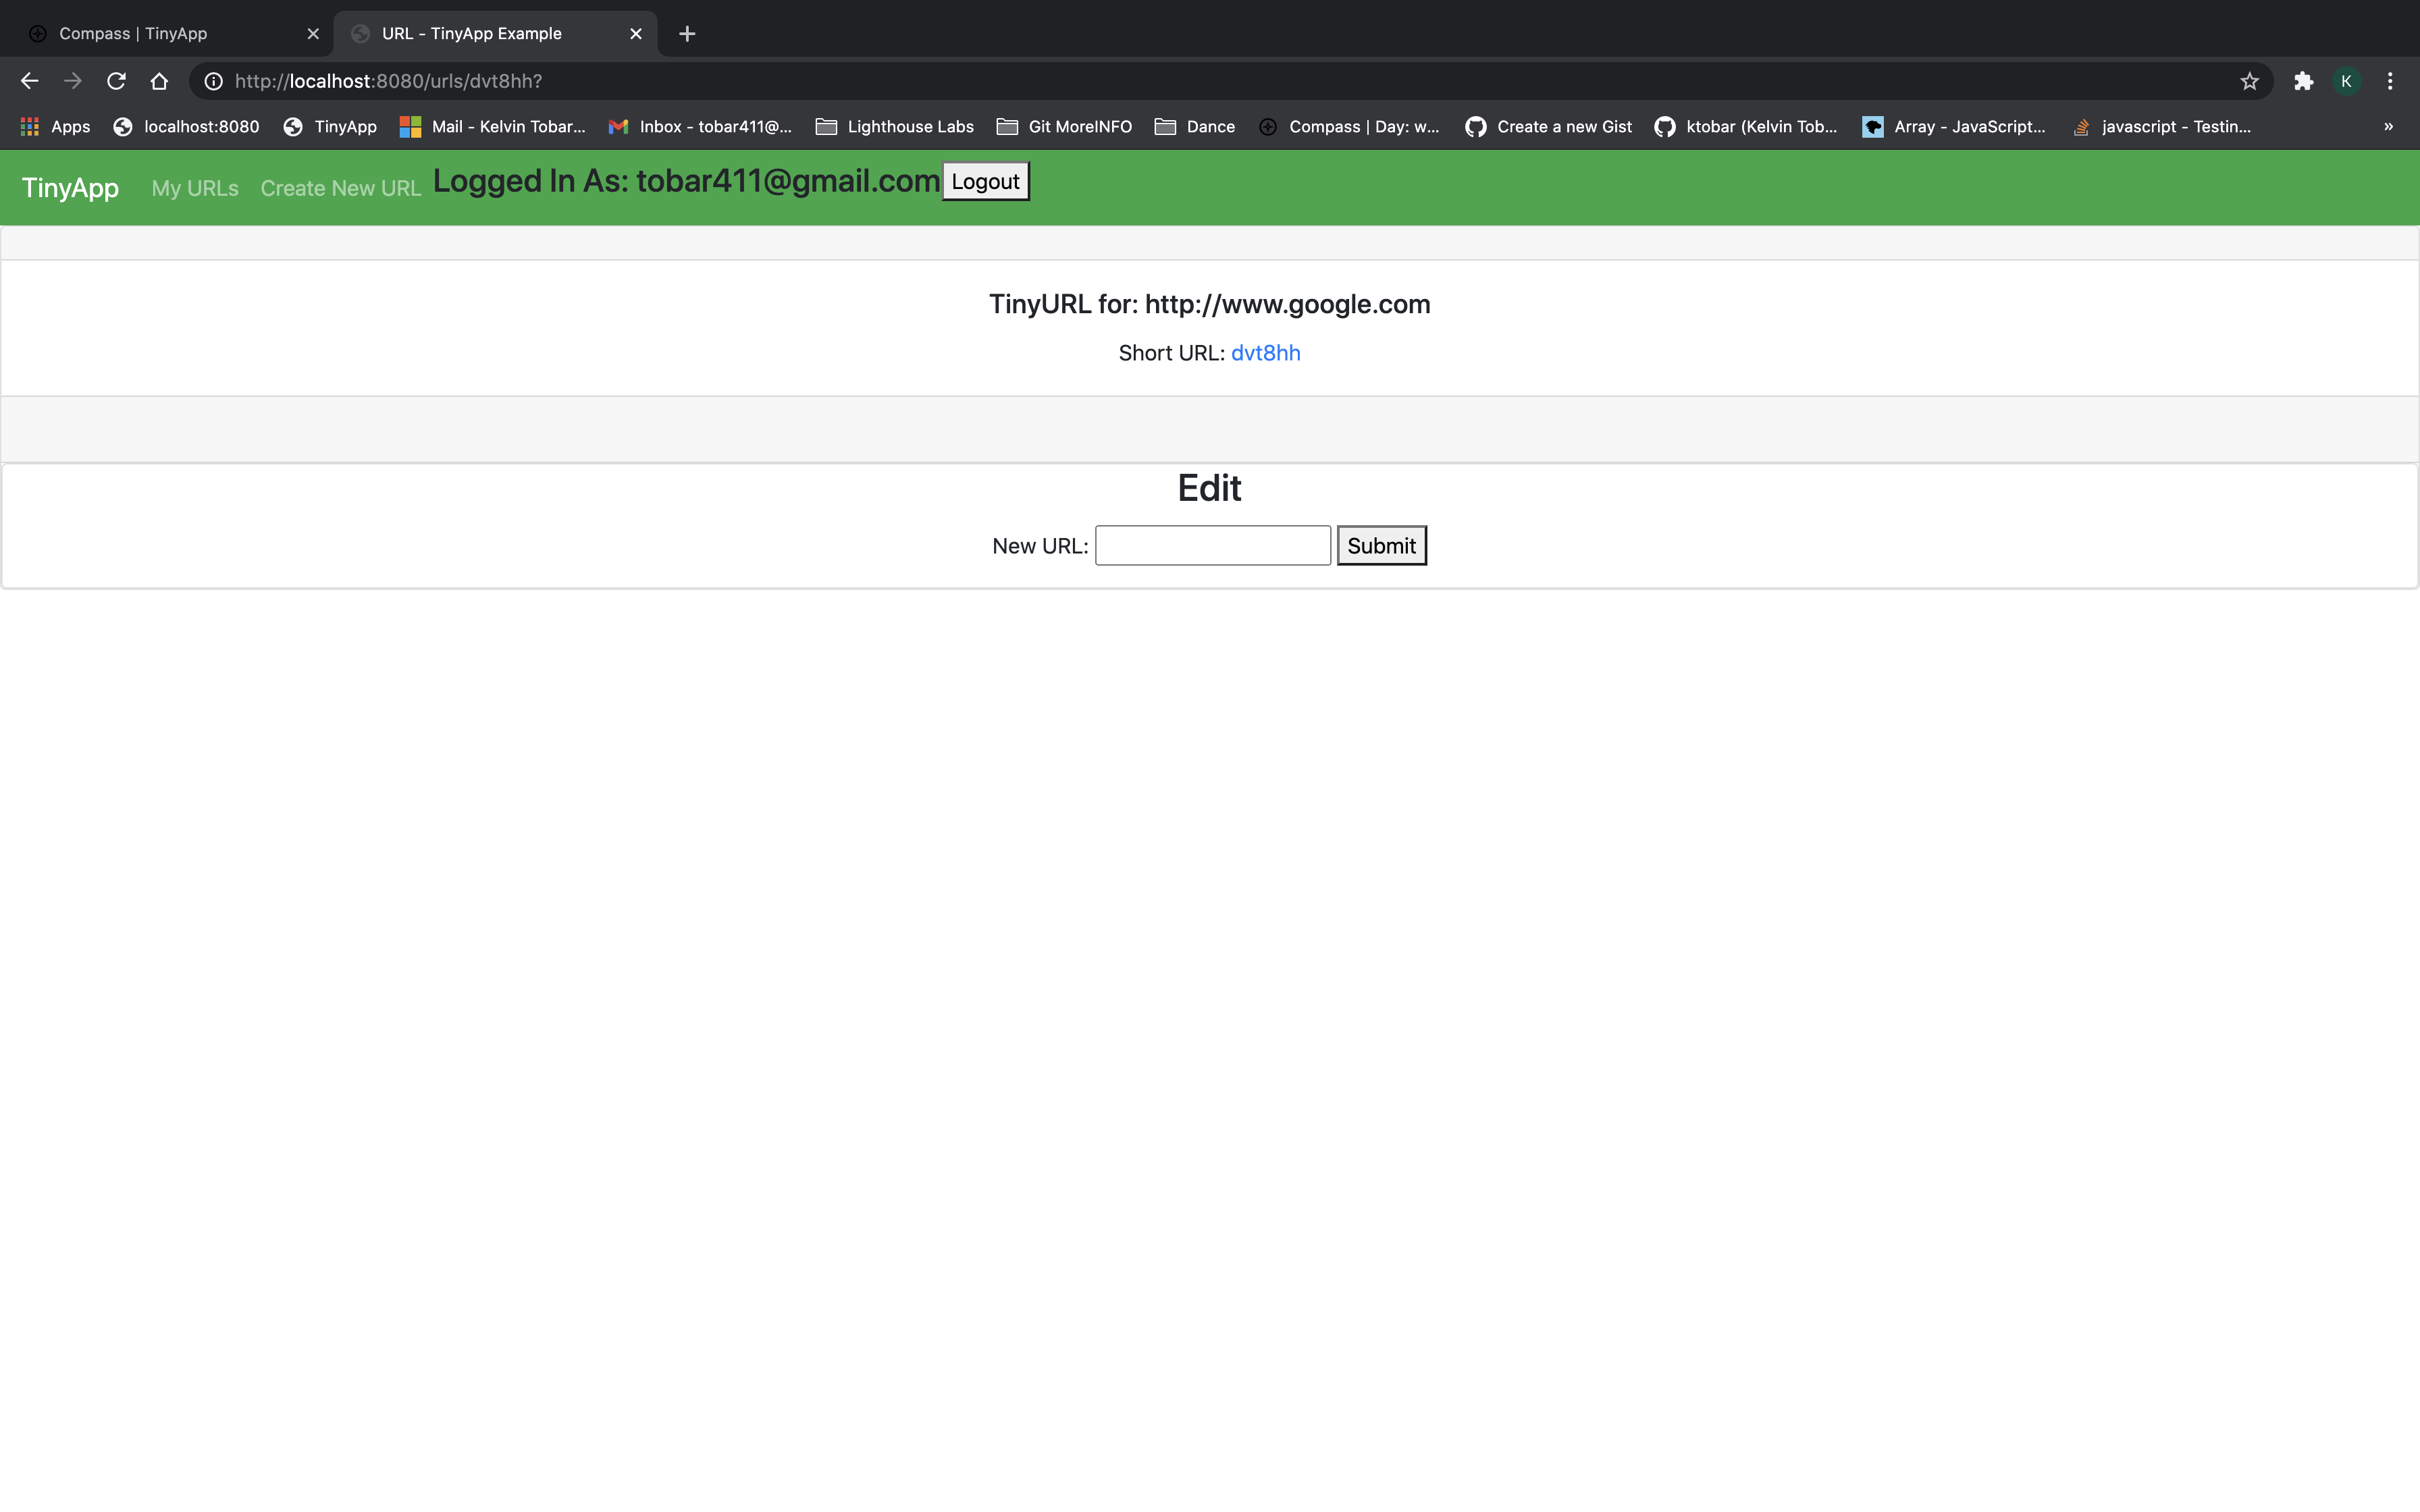 Compass | TinyApp
URL - TinyApp Example
http://localhost:8080/urls/dvt8hh?
K
Apps localhost:8080 TinyApp Mail - Kelvin Tobar... Inbox - tobar411@... Lighthouse Labs Git MoreINFO Dance Compass | Day: w... Create a new Gist ktobar (Kelvin Tob... Array - JavaScript... javascript - Testin... »
TinyApp My URLs Create New URL Logged In As: tobar411@gmail.com Logout
TinyURL for: http://www.google.com
Short URL: dvt8hh
Edit
New URL: Submit